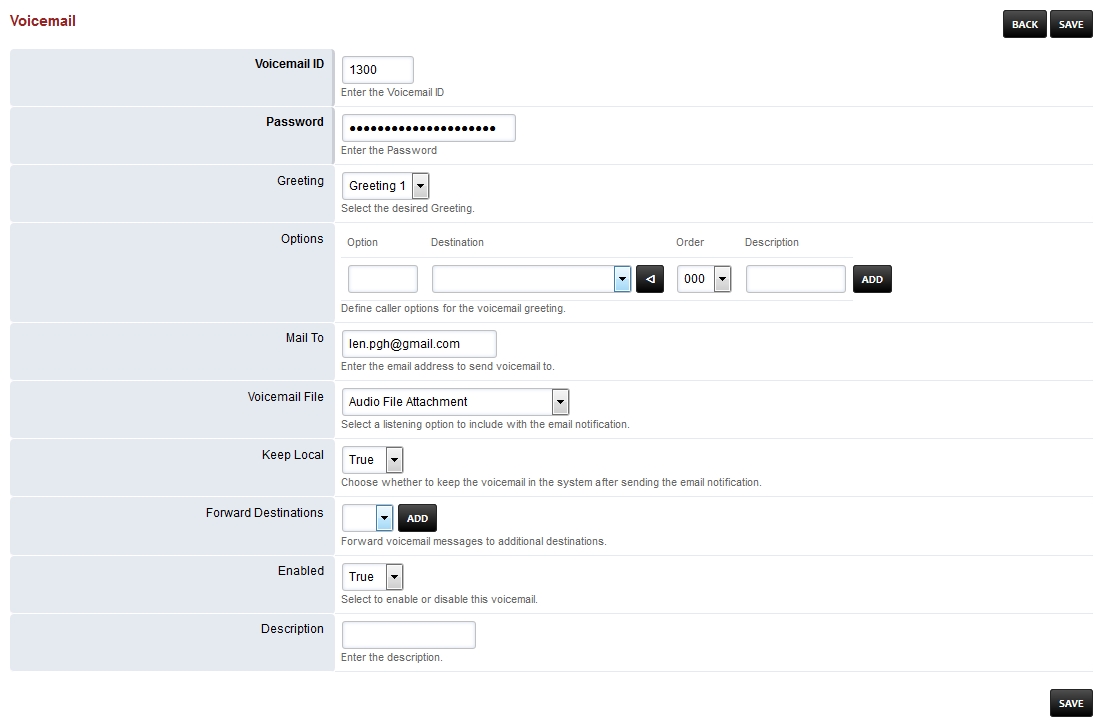 Voicemail
BACK SAVE
Voicemail ID 1300
Enter the Voicemail ID
Password ●●●●●●●●●●●●●●●●●●●●●
Enter the Password
Greeting Greeting 1
Select the desired Greeting.
Options Option Destination Order Description
000 ADD
Define caller options for the voicemail greeting.
Mail To len.pgh@gmail.com
Enter the email address to send voicemail to.
Voicemail File Audio File Attachment
Select a listening option to include with the email notification.
Keep Local True
Choose whether to keep the voicemail in the system after sending the email notification.
Forward Destinations ADD
Forward voicemail messages to additional destinations.
Enabled True
Select to enable or disable this voicemail.
Description
Enter the description.
SAVE